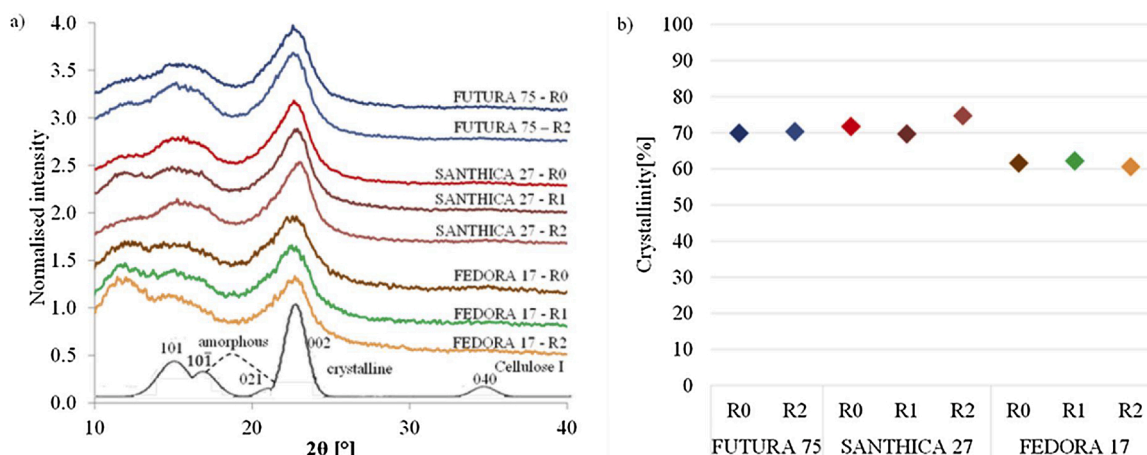 a)
Normalised intensity
4.0
3.5
3.0
2.5
2.0
1.5
1.0
0.5
0.0
FUTURA 75 - R0
FUTURA 75 – R2
SANTHICA 27 - R0
SANTHICA 27 - R1
SANTHICA 27 - R2
FEDORA 17 - R0
FEDORA 17 - R1
FEDORA 17 - R2
101
101̄
amorphous
021
002
crystalline
Cellulose I
040
10
20
30
40
2θ [°]
b)
Crystallinity[%]
100
90
80
70
60
50
40
30
20
10
0
R0 R2 R0 R1 R2 R0 R1 R2
FUTURA 75 SANTHICA 27 FEDORA 17